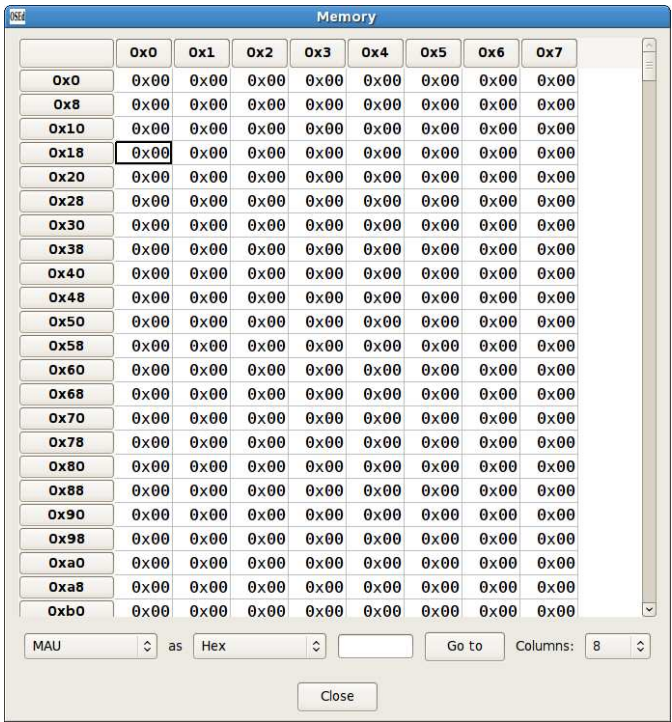 OSEd Memory
0x0 0x1 0x2 0x3 0x4 0x5 0x6 0x7
0x0 0x00 0x00 0x00 0x00 0x00 0x00 0x00 0x00
0x8 0x00 0x00 0x00 0x00 0x00 0x00 0x00 0x00
0x10 0x00 0x00 0x00 0x00 0x00 0x00 0x00 0x00
0x18 0x00 0x00 0x00 0x00 0x00 0x00 0x00 0x00
0x20 0x00 0x00 0x00 0x00 0x00 0x00 0x00 0x00
0x28 0x00 0x00 0x00 0x00 0x00 0x00 0x00 0x00
0x30 0x00 0x00 0x00 0x00 0x00 0x00 0x00 0x00
0x38 0x00 0x00 0x00 0x00 0x00 0x00 0x00 0x00
0x40 0x00 0x00 0x00 0x00 0x00 0x00 0x00 0x00
0x48 0x00 0x00 0x00 0x00 0x00 0x00 0x00 0x00
0x50 0x00 0x00 0x00 0x00 0x00 0x00 0x00 0x00
0x58 0x00 0x00 0x00 0x00 0x00 0x00 0x00 0x00
0x60 0x00 0x00 0x00 0x00 0x00 0x00 0x00 0x00
0x68 0x00 0x00 0x00 0x00 0x00 0x00 0x00 0x00
0x70 0x00 0x00 0x00 0x00 0x00 0x00 0x00 0x00
0x78 0x00 0x00 0x00 0x00 0x00 0x00 0x00 0x00
0x80 0x00 0x00 0x00 0x00 0x00 0x00 0x00 0x00
0x88 0x00 0x00 0x00 0x00 0x00 0x00 0x00 0x00
0x90 0x00 0x00 0x00 0x00 0x00 0x00 0x00 0x00
0x98 0x00 0x00 0x00 0x00 0x00 0x00 0x00 0x00
0xa0 0x00 0x00 0x00 0x00 0x00 0x00 0x00 0x00
0xa8 0x00 0x00 0x00 0x00 0x00 0x00 0x00 0x00
0xb0 0x00 0x00 0x00 0x00 0x00 0x00 0x00 0x00
MAU as Hex Go to Columns: 8
Close